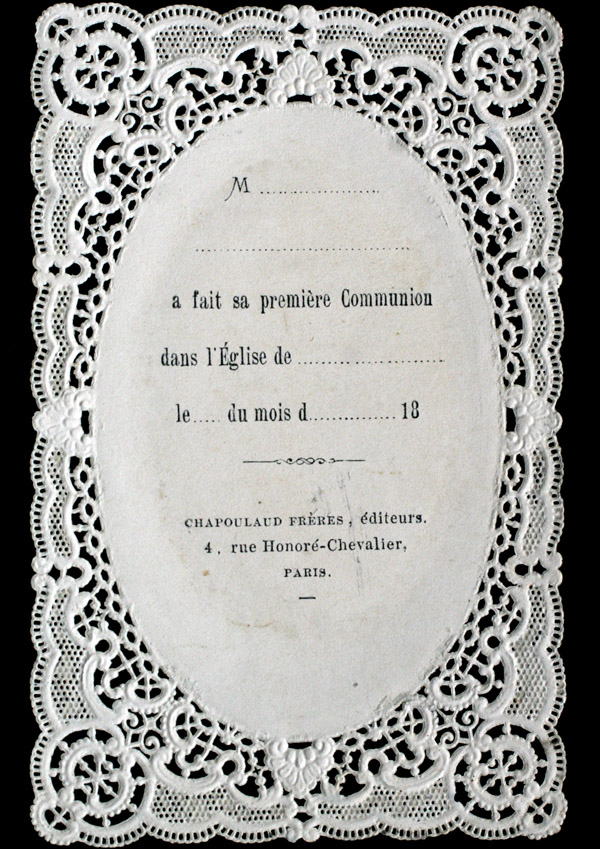 M ....................
....................................
a fait sa première Communion
dans l'Église de .........................
le..... du mois d............... 18
CHAPOULAUD FRÈRES, éditeurs.
4, rue Honoré-Chevalier,
PARIS.